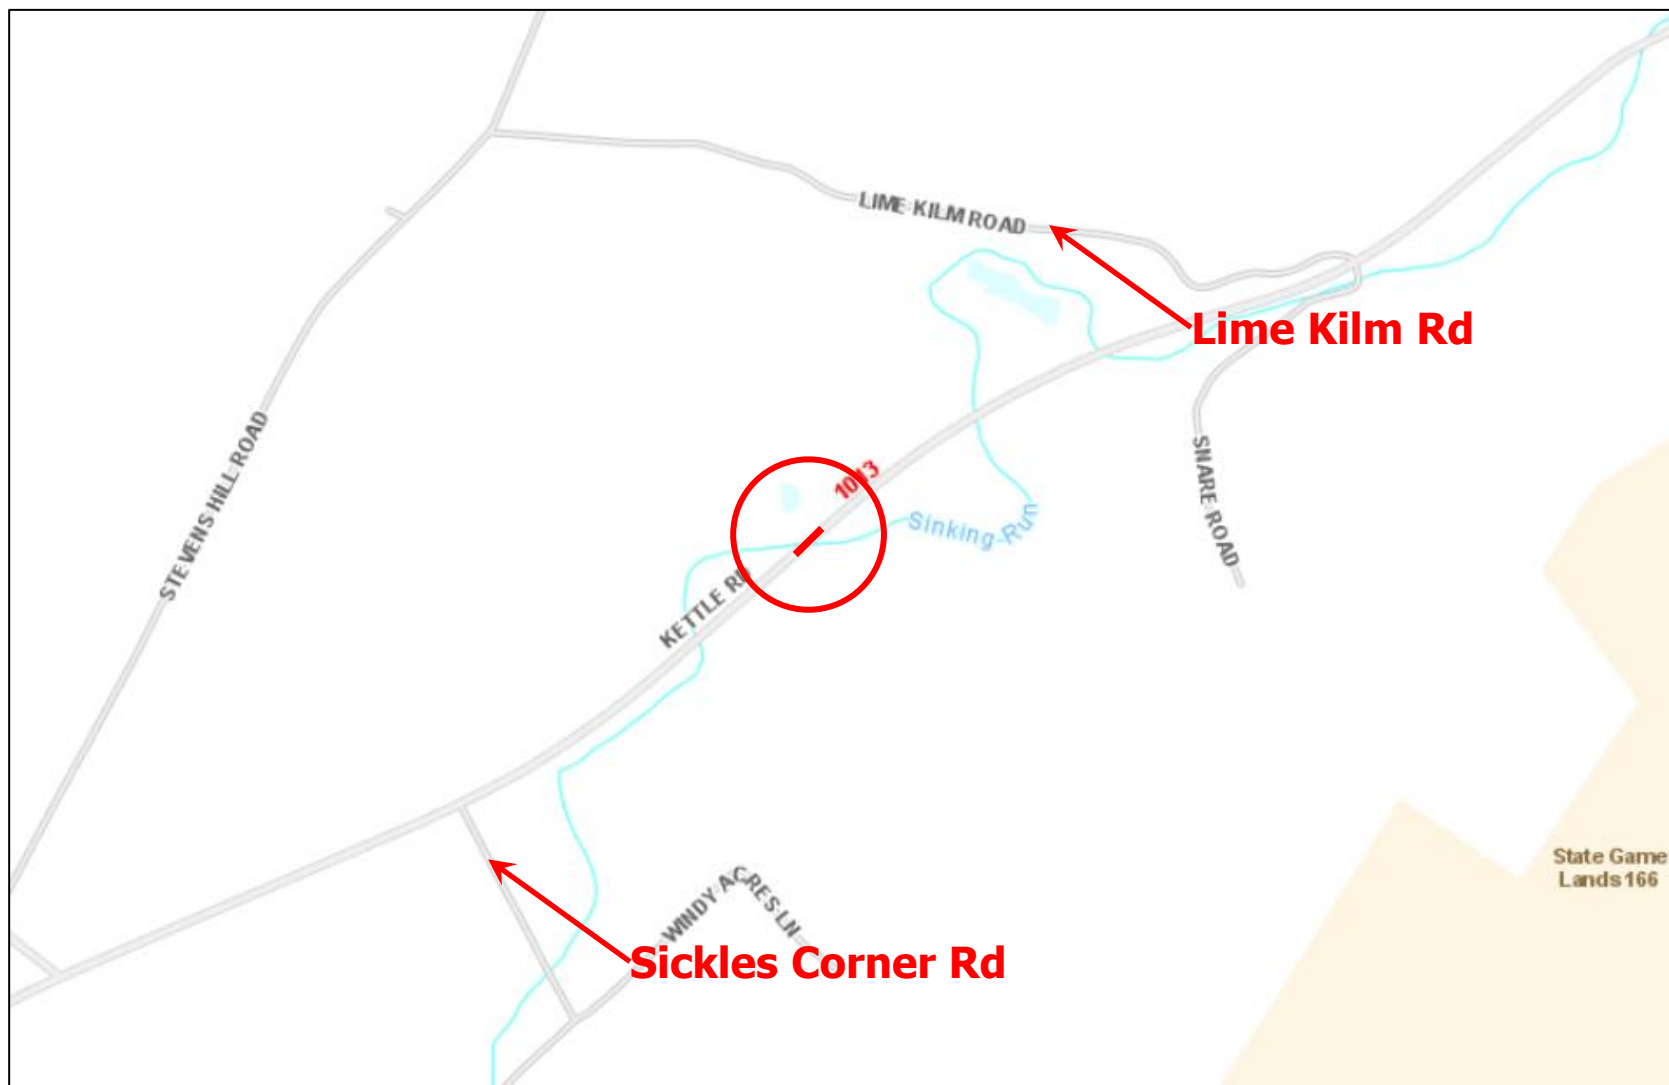 LIME KILM ROAD
Lime Kilm Rd
STEVENS HILL ROAD
SNARE ROAD
1013
Sinking Run
KETTLE RD
State Game
Lands 166
WINDY ACRES LN
Sickles Corner Rd